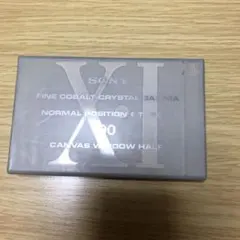 XI
SONY
FINE COBALT-CRYSTAL
NORMAL POSITION
CANVAS WINDOW HALF